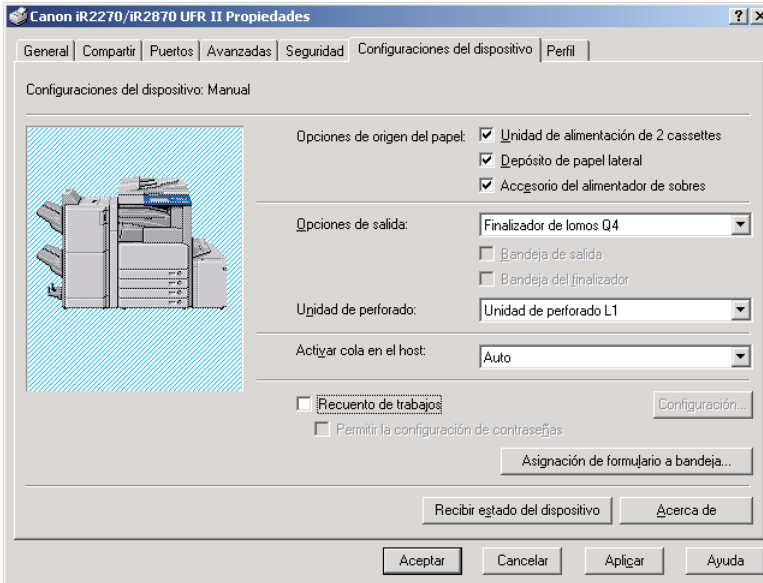 Canon iR2270/iR2870 UFR II Propiedades
General Compartir Puertos Avanzadas Seguridad Configuraciones del dispositivo Perfil
Configuraciones del dispositivo: Manual
Opciones de origen del papel: Unidad de alimentación de 2 cassettes
Depósito de papel lateral
Accesorio del alimentador de sobres
Opciones de salida: Finalizador de lomos Q4
Bandeja de salida
Bandeja del finalizador
Unidad de perforado: Unidad de perforado L1
Activar cola en el host: Auto
Recuento de trabajos Configuración...
Permitir la configuración de contraseñas
Asignación de formulario a bandeja...
Recibir estado del dispositivo Acerca de
Aceptar Cancelar Aplicar Ayuda